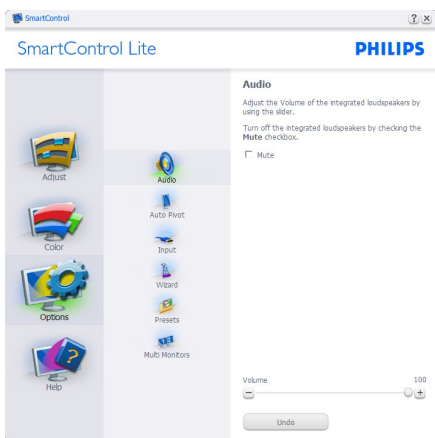 SmartControl
SmartControl Lite
PHILIPS
Adjust
Color
Options
Help
Audio
Auto Pivot
Input
Wizard
Presets
Multi Monitors
Audio
Adjust the Volume of the integrated loudspeakers by
using the slider.
Turn off the integrated loudspeakers by checking the
Mute checkbox.
Mute
Volume 100
Undo